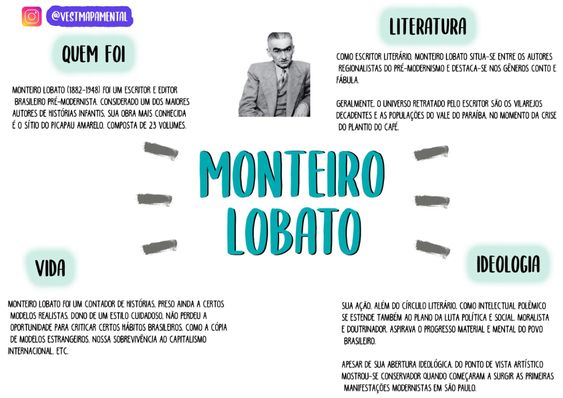 @VESTMAPAMENTAL
QUEM FOI
MONTEIRO LOBATO (1882-1948) FOI UM ESCRITOR E EDITOR
BRASILEIRO PRÉ-MODERNISTA. CONSIDERADO UM DOS MAIORES
AUTORES DE HISTÓRIAS INFANTIS, SUA OBRA MAIS CONHECIDA
É O SÍTIO DO PICAPAU AMARELO, COMPOSTA DE 23 VOLUMES.
LITERATURA
COMO ESCRITOR LITERÁRIO, MONTEIRO LOBATO SITUA-SE ENTRE OS AUTORES
REGIONALISTAS DO PRÉ-MODERNISMO E DESTACA-SE NOS GÊNEROS CONTO E
FÁBULA.
GERALMENTE, O UNIVERSO RETRATADO PELO ESCRITOR SÃO OS VILAREJOS
DECADENTES E AS POPULAÇÕES DO VALE DO PARAÍBA, NO MOMENTO DA CRISE
DO PLANTIO DO CAFÉ.
MONTEIRO
LOBATO
VIDA
MONTEIRO LOBATO FOI UM CONTADOR DE HISTÓRIAS, PRESO AINDA A CERTOS
MODELOS REALISTAS. DONO DE UM ESTILO CUIDADOSO, NÃO PERDEU A
OPORTUNIDADE PARA CRITICAR CERTOS HÁBITOS BRASILEIROS, COMO A CÓPIA
DE MODELOS ESTRANGEIROS, NOSSA SOBREVIVÊNCIA AO CAPITALISMO
INTERNACIONAL, ETC.
IDEOLOGIA
SUA AÇÃO, ALÉM DO CÍRCULO LITERÁRIO, COMO INTELECTUAL POLÊMICO
SE ESTENDE TAMBÉM AO PLANO DA LUTA POLÍTICA E SOCIAL. MORALISTA
E DOUTRINADOR, ASPIRAVA O PROGRESSO MATERIAL E MENTAL DO POVO
BRASILEIRO.
APESAR DE SUA ABERTURA IDEOLÓGICA, DO PONTO DE VISTA ARTÍSTICO
MOSTROU-SE CONSERVADOR QUANDO COMEÇARAM A SURGIR AS PRIMEIRAS
MANIFESTAÇÕES MODERNISTAS EM SÃO PAULO.